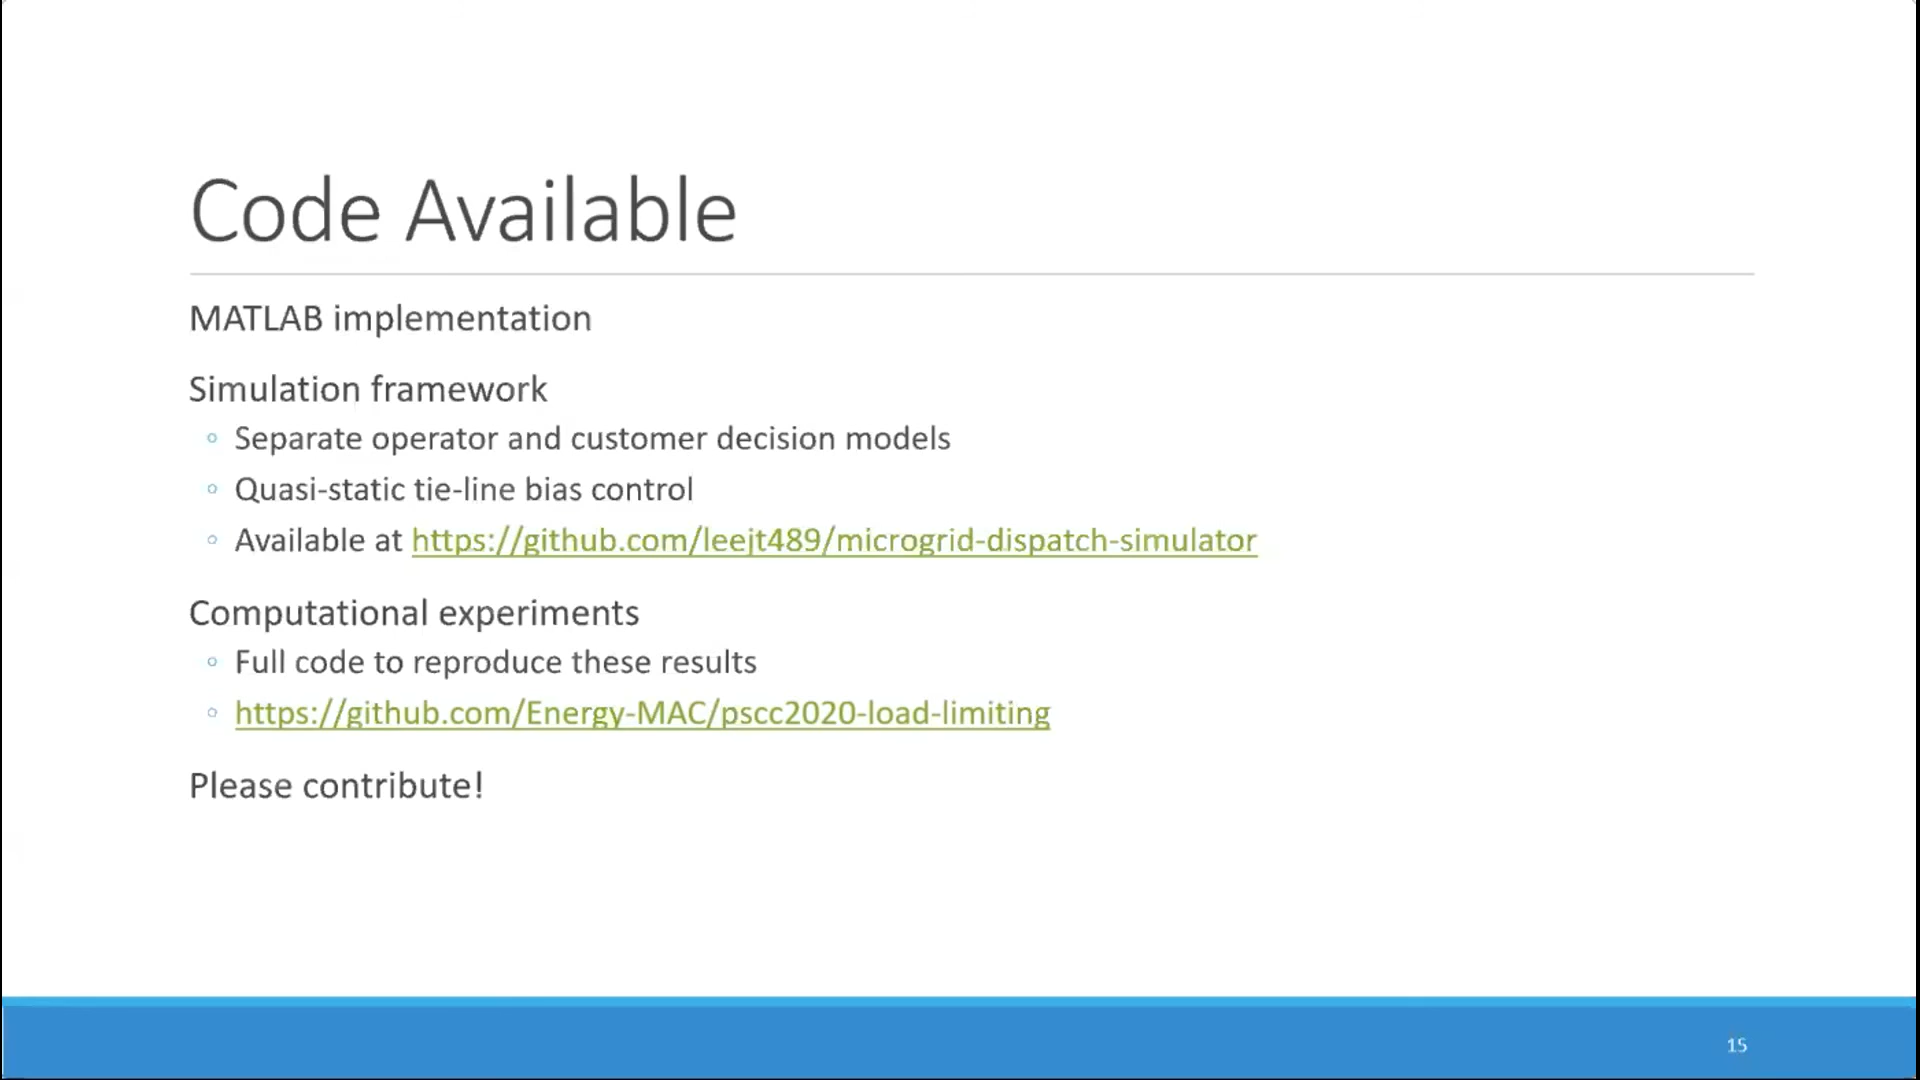 Code Available
MATLAB implementation
Simulation framework
◦ Separate operator and customer decision models
◦ Quasi-static tie-line bias control
◦ Available at https://github.com/leejt489/microgrid-dispatch-simulator
Computational experiments
◦ Full code to reproduce these results
◦ https://github.com/Energy-MAC/pscc2020-load-limiting
Please contribute!
15